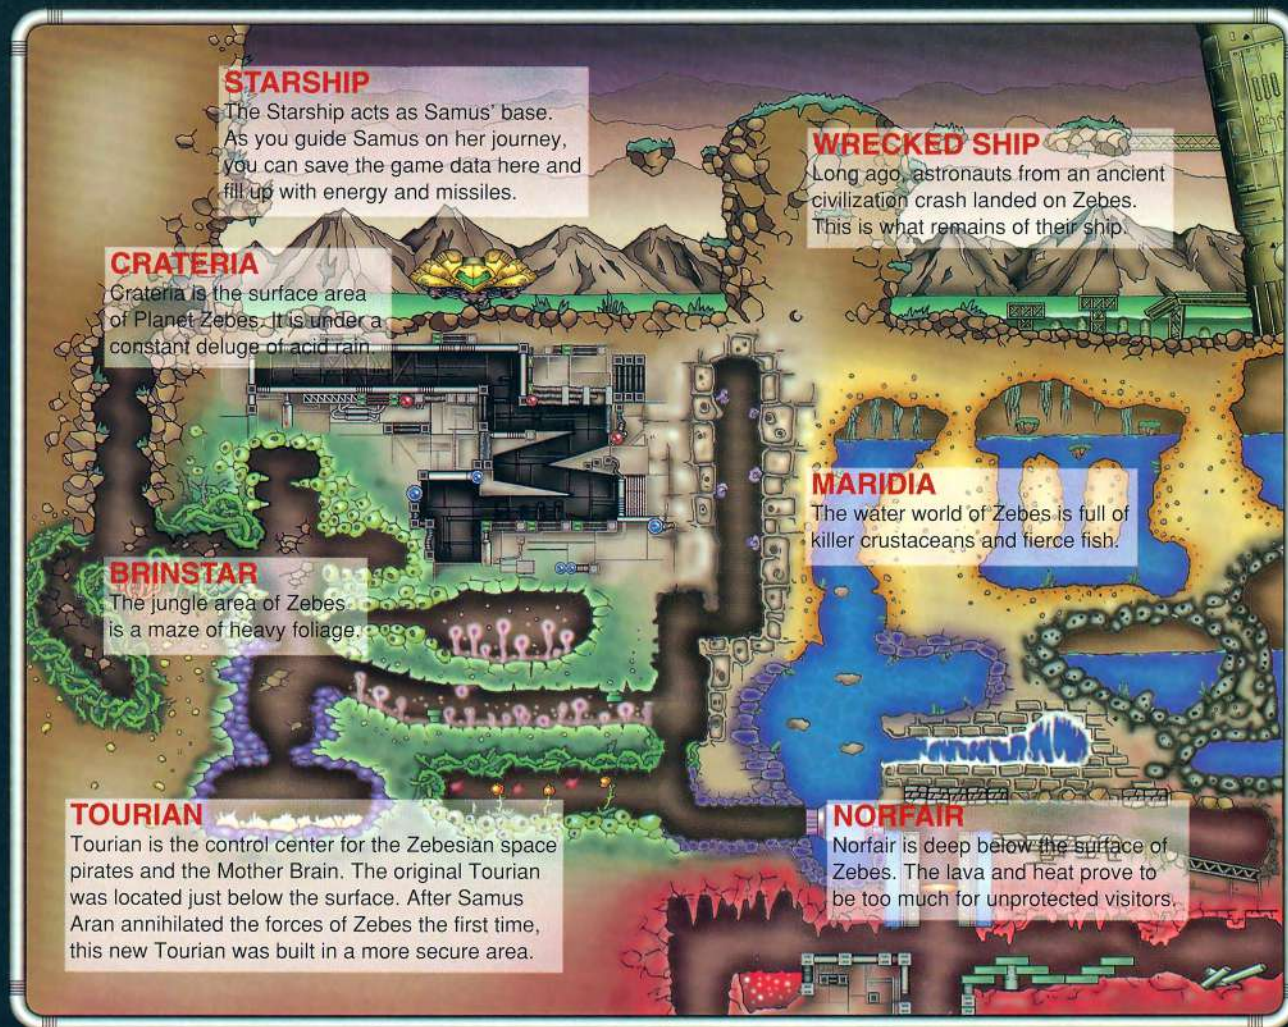 STARSHIP
The Starship acts as Samus' base.
As you guide Samus on her journey,
you can save the game data here and
fill up with energy and missiles.
WRECKED SHIP
Long ago, astronauts from an ancient
civilization crash landed on Zebes.
This is what remains of their ship.
CRATERIA
Crateria is the surface area
of Planet Zebes. It is under a
constant deluge of acid rain.
MARIDIA
The water world of Zebes is full of
killer crustaceans and fierce fish.
BRINSTAR
The jungle area of Zebes
is a maze of heavy foliage.
TOURIAN
Tourian is the control center for the Zebesian space
pirates and the Mother Brain. The original Tourian
was located just below the surface. After Samus
Aran annihilated the forces of Zebes the first time,
this new Tourian was built in a more secure area.
NORFAIR
Norfair is deep below the surface of
Zebes. The lava and heat prove to
be too much for unprotected visitors.